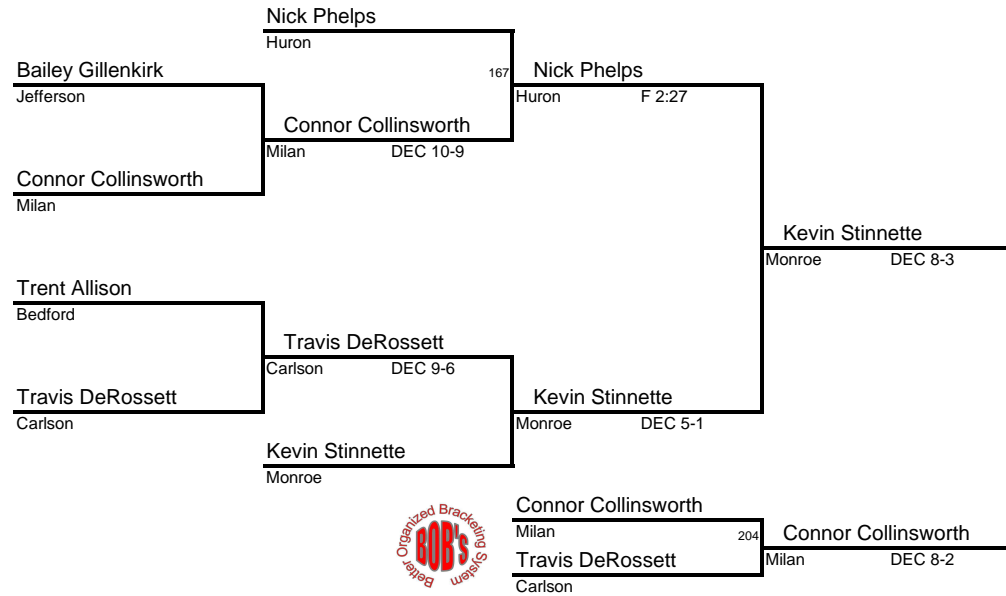 Nick Phelps
Huron
Bailey Gillenkirk
Jefferson
167
Nick Phelps
Huron F 2:27
Connor Collinsworth
Milan DEC 10-9
Connor Collinsworth
Milan
Kevin Stinnette
Monroe DEC 8-3
Trent Allison
Bedford
Travis DeRossett
Carlson DEC 9-6
Travis DeRossett
Carlson
Kevin Stinnette
Monroe DEC 5-1
Kevin Stinnette
Monroe
Better Organized Bracketing System
BOB's
Connor Collinsworth
Milan
204
Travis DeRossett
Carlson
Connor Collinsworth
Milan DEC 8-2